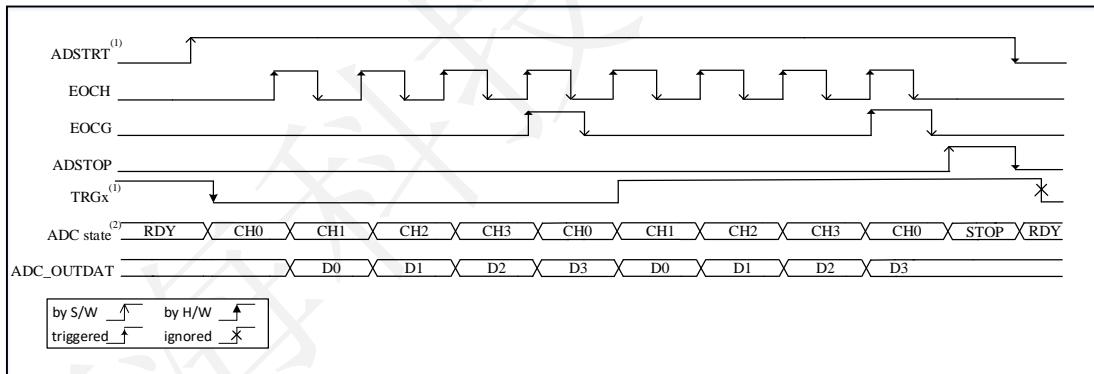 ADSTRT(1)
EOCH
EOCG
ADSTOP
TRGx(1)
ADC state(2) RDY CH0 CH1 CH2 CH3 CH0 CH1 CH2 CH3 CH0 STOP RDY
ADC_OUTDAT D0 D1 D2 D3 D0 D1 D2 D3
by S/W by H/W
triggered ignored